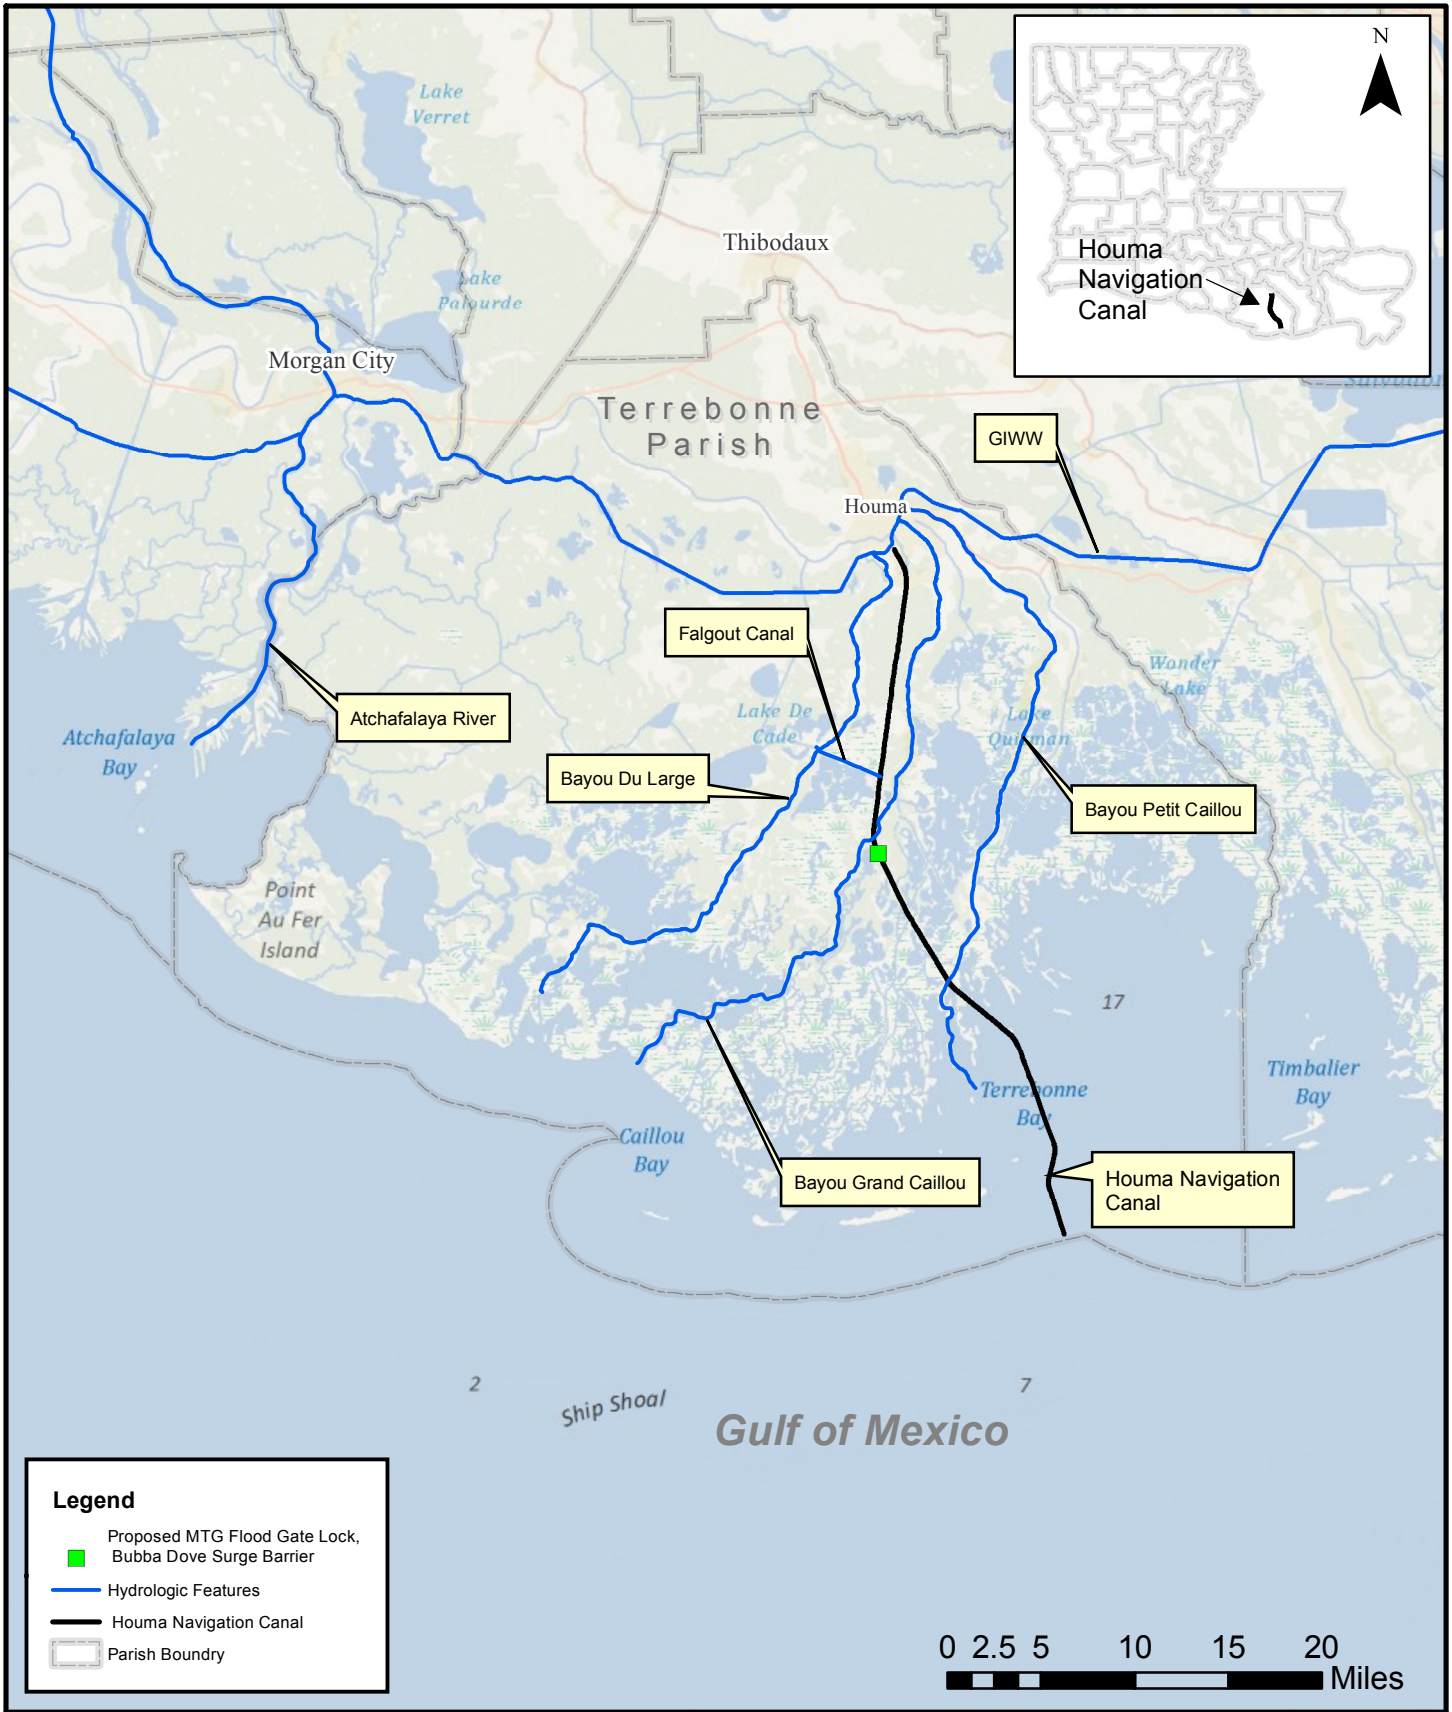 N
Houma
Navigation
Canal
Lake
Verret
Thibodaux
Lake
Palourde
Morgan City
Terrebonne
Parish
GIWW
Houma
Falgout Canal
Wonder
Lake
Atchafalaya River
Lake De
Cade
Lake
Atchafalaya
Bay
Bayou Du Large
Bayou Petit Caillou
Point
Au Fer
Island
17
Timbalier
Bay
Terrebonne
Bay
Caillou
Bay
Bayou Grand Caillou
Houma Navigation
Canal
2
7
Ship Shoal
Gulf of Mexico
Legend
Proposed MTG Flood Gate Lock,
Bubba Dove Surge Barrier
Hydrologic Features
Houma Navigation Canal
Parish Boundry
0 2.5 5 10 15 20
Miles